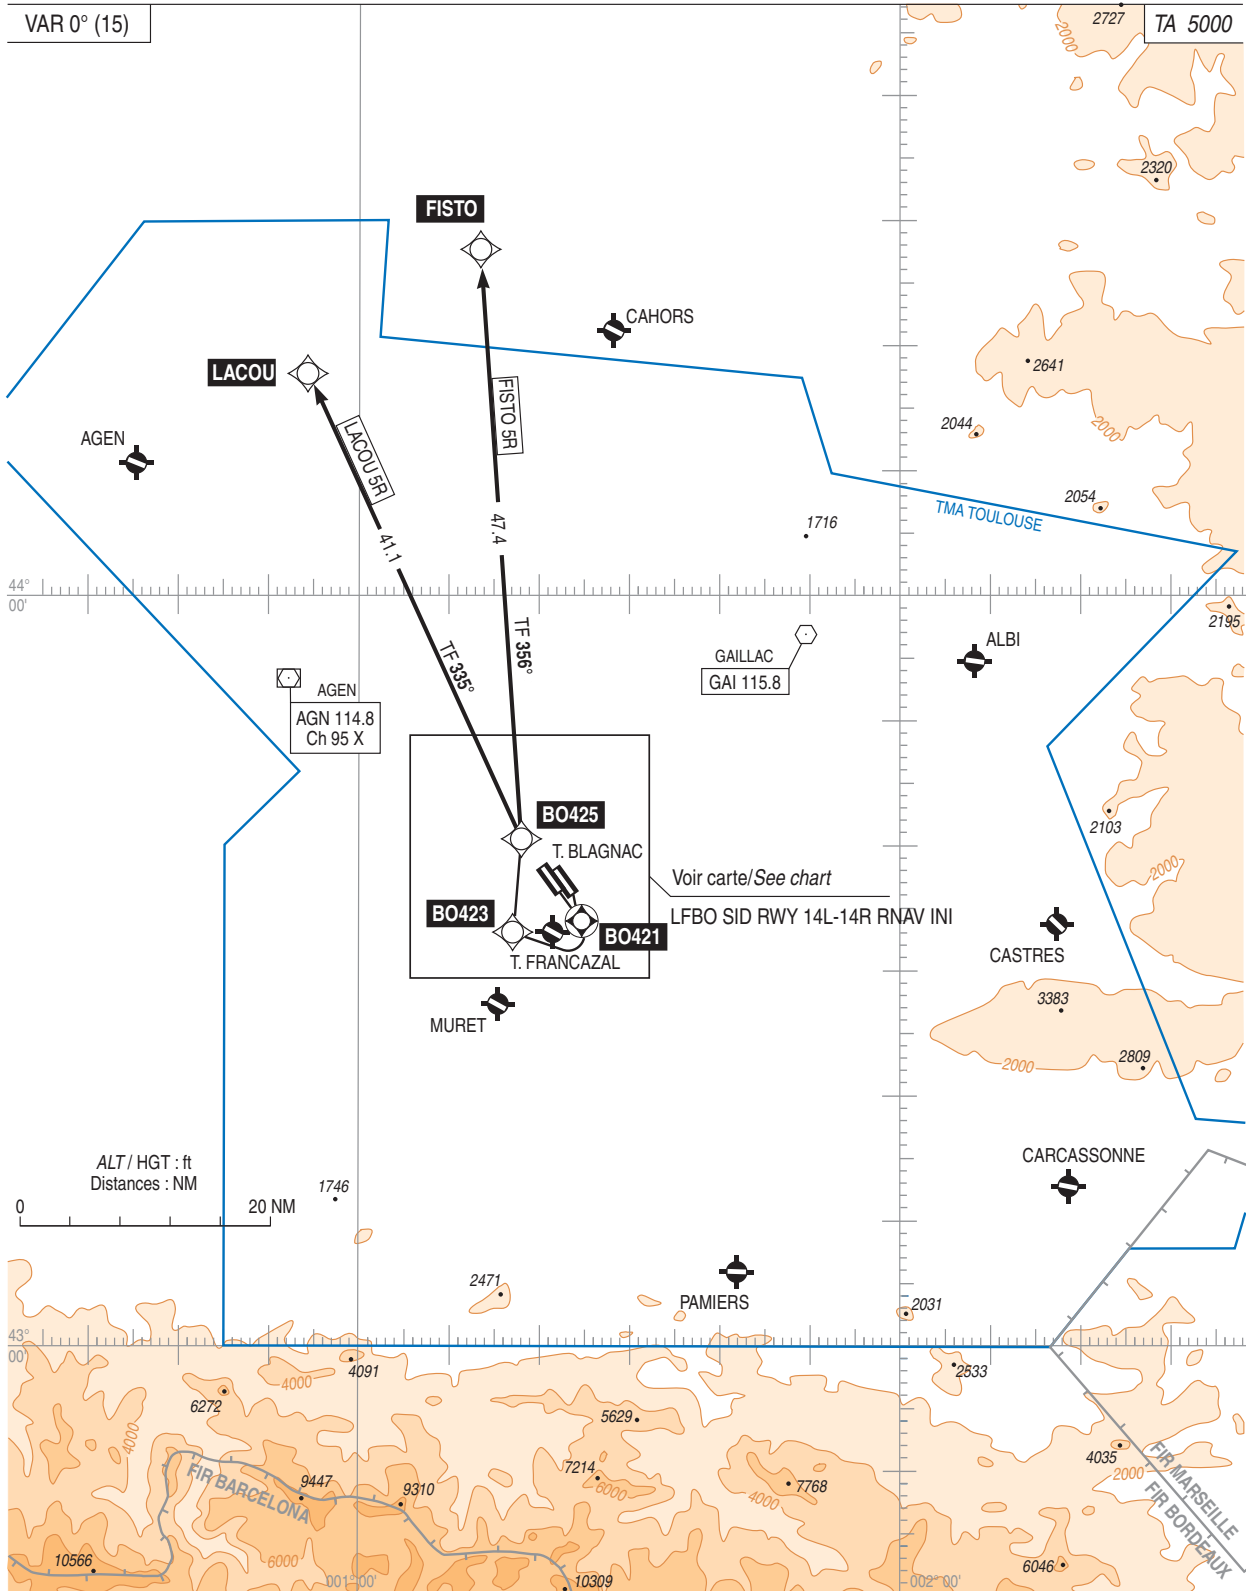 VAR 0° (15)
TA 5000
2727
2000
2320
FISTO
CAHORS
LACOU
2641
FISTO 5R
LACOU 5R
2044
2000
AGEN
2054
TMA TOULOUSE
47.4
1716
41.1
44°
00'
2195
TF 356°
TF 335°
ALBI
GAILLAC
GAI 115.8
AGEN
AGN 114.8
Ch 95 X
BO425
2103
T. BLAGNAC
2000
Voir carte/See chart
LFBO SID RWY 14L-14R RNAV INI
BO423
BO421
CASTRES
T. FRANCAZAL
3383
MURET
2809
2000
CARCASSONNE
ALT / HGT : ft
Distances : NM
1746
0
20 NM
2471
PAMIERS
2031
43°
00'
4091
2533
4000
6272
5629
4000
4035
FIR MARSEILLE
FIR BORDEAUX
2000
7214
7768
6000
4000
FIR BARCELONA
9447
9310
10566
6000
6046
001°00'
10309
002° 00'